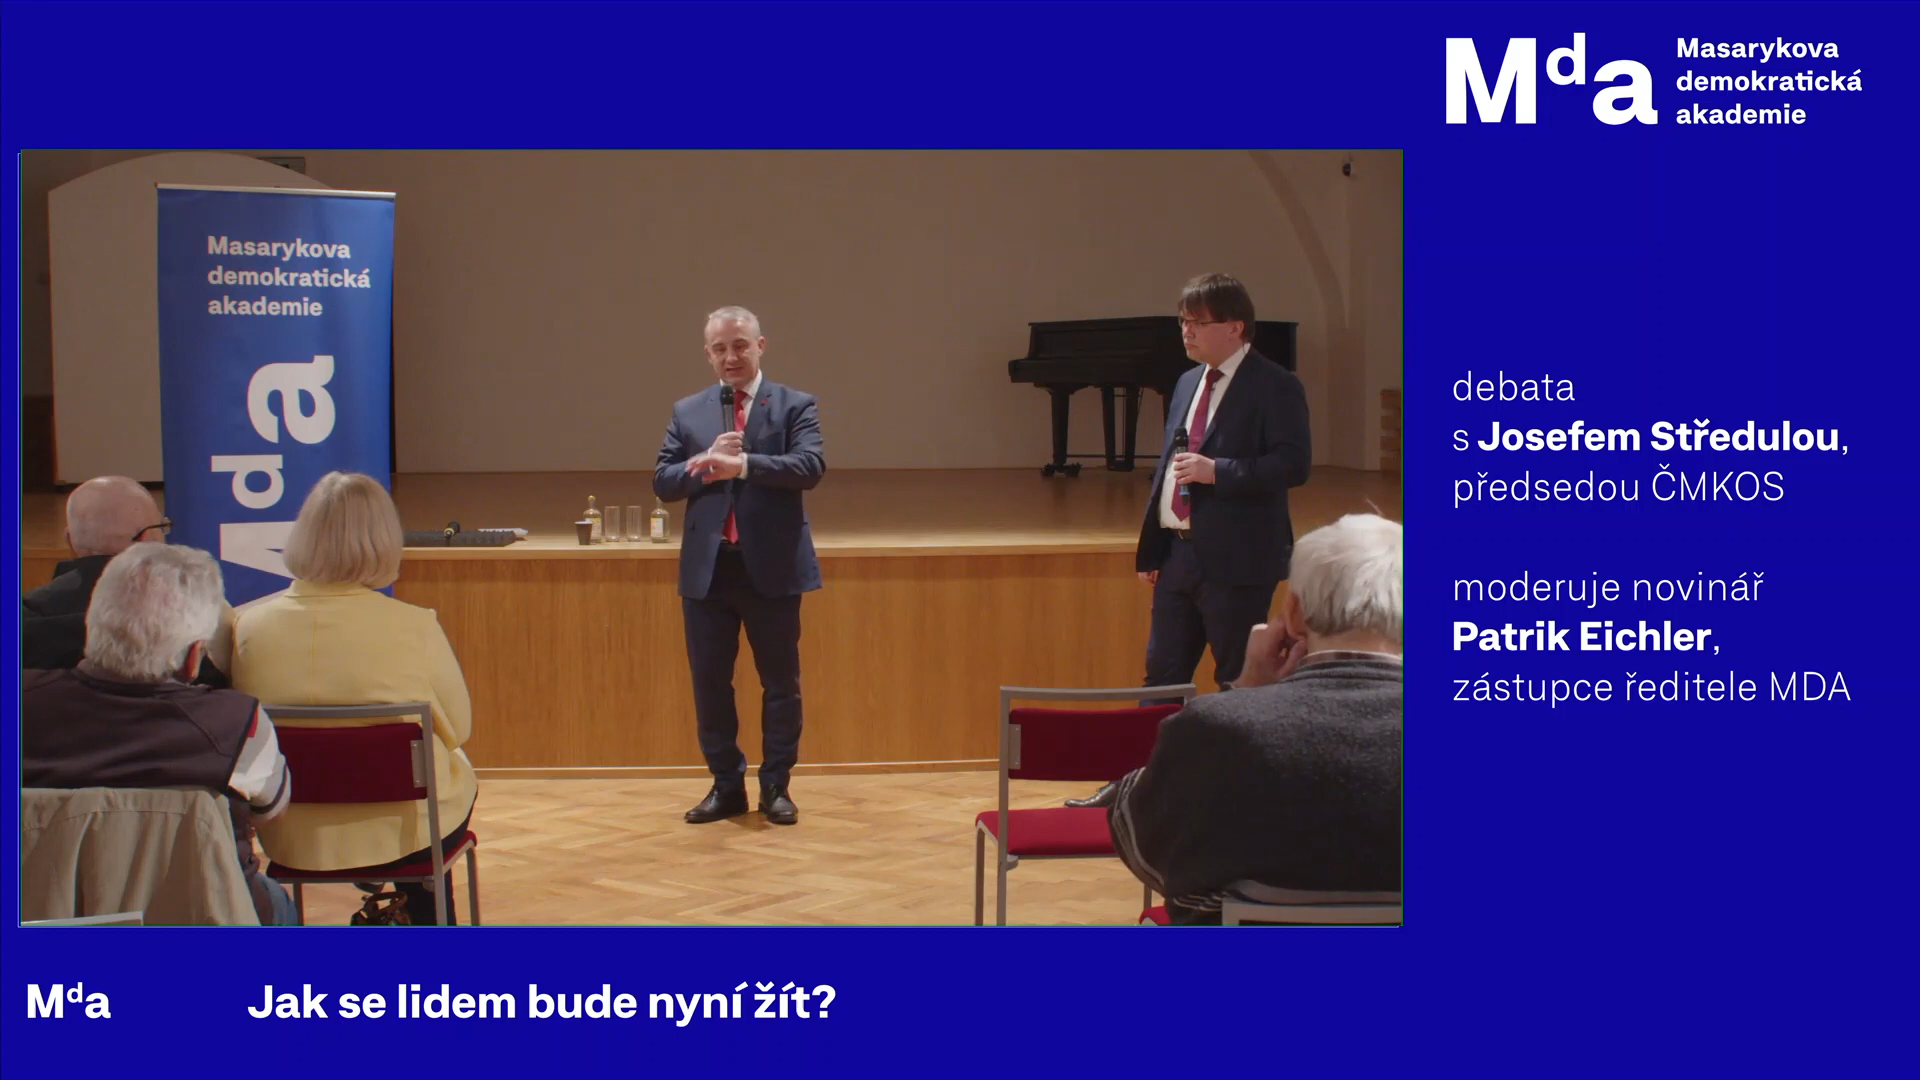 Mda
Masarykova
demokratická
akademie
Masarykova
demokratická
akademie
Mda
debata
s Josefem Středulou,
předsedou ČMKOS
moderuje novinář
Patrik Eichler,
zástupce ředitele MDA
Mda
Jak se lidem bude nyní žít?